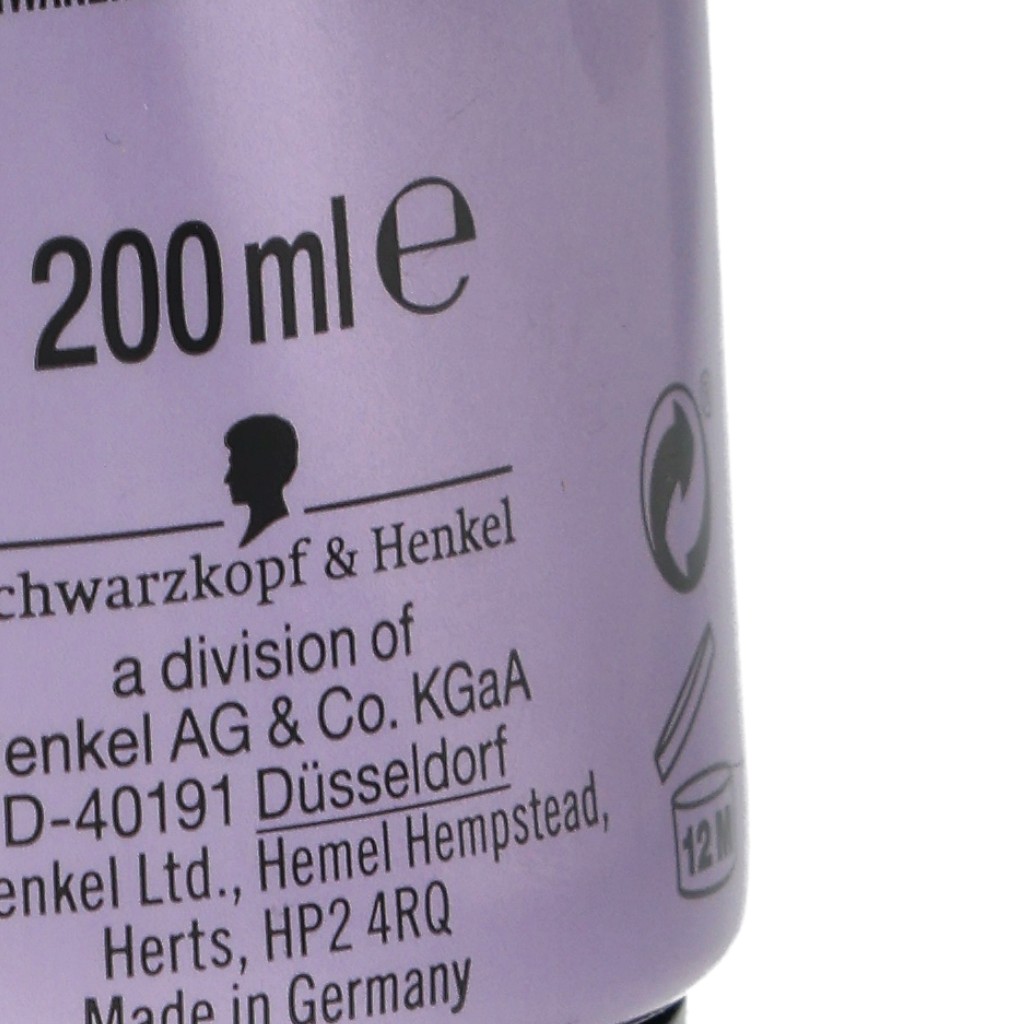 200 ml e
chwarzkopf & Henkel
a division of
enkel AG & Co. KGaA
D-40191 Düsseldorf
enkel Ltd., Hemel Hempstead,
Herts, HP2 4RQ
Made in Germany
®
12 M